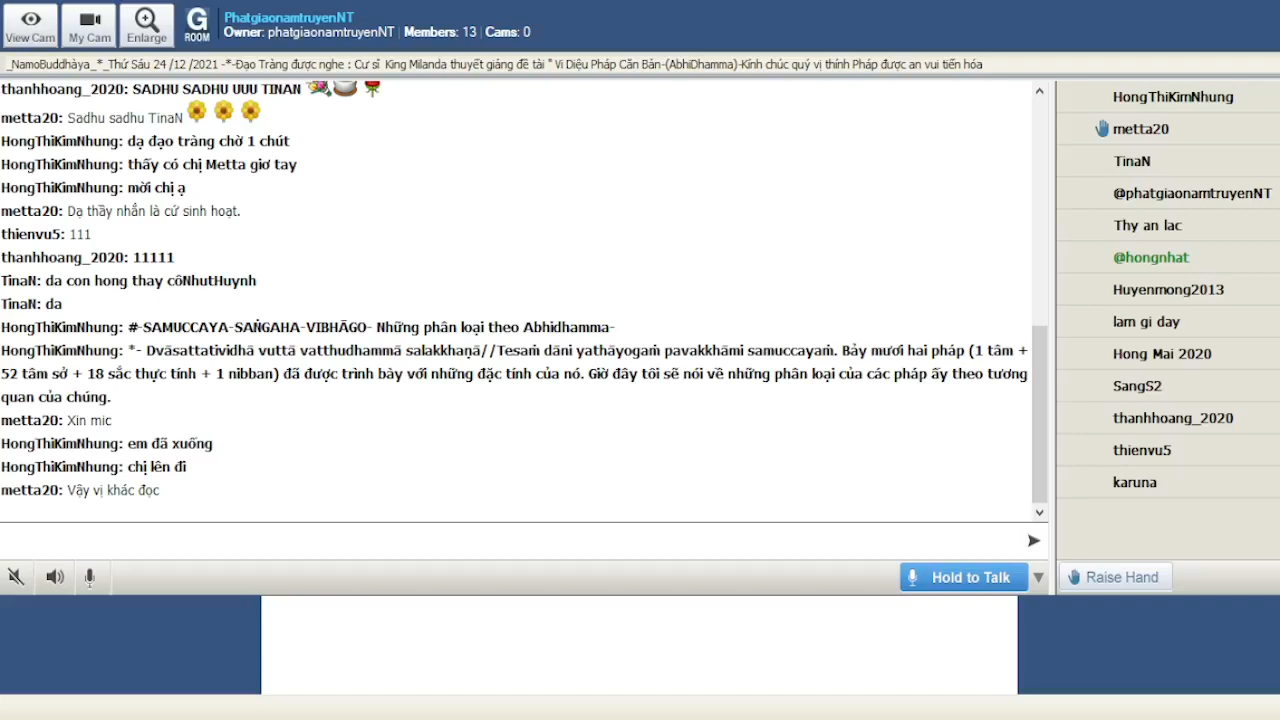 View Cam
My Cam
Enlarge
G
ROOM
PhatgiaonamtruyenNT
Owner: phatgiaonamtruyenNT | Members: 13 | Cams: 0
_NamoBuddhàya_*_Thứ Sáu 24 /12 /2021 -*-Đạo Tràng được nghe : Cư sĩ King Milanda thuyết giảng đề tài " Vi Diệu Pháp Căn Bản-(AbhiDhamma)-Kính chúc quý vị thính Pháp được an vui tiến hóa
thanhhoang_2020: SADHU SADHU UUU TINAN
metta20: Sadhu sadhu TinaN
HongThiKimNhung: dạ đạo tràng chờ 1 chút
HongThiKimNhung: thấy có chị Metta giơ tay
HongThiKimNhung: mời chị ạ
metta20: Dạ thầy nhắn là cứ sinh hoạt.
thienvu5: 111
thanhhoang_2020: 11111
TinaN: da con hong thay côNhutHuynh
TinaN: da
HongThiKimNhung: #-SAMUCCAYA-SAṄGAHA-VIBHĀGO- Những phân loại theo Abhidhamma-
HongThiKimNhung: *- Dvāsattatividhā vuttā vatthudhammā salakkhaṇā//Tesaṁ dāni yathāyogaṁ pavakkhāmi samuccayaṁ. Bảy mươi hai pháp (1 tâm +
52 tâm sở + 18 sắc thực tính + 1 nibban) đã được trình bày với những đặc tính của nó. Giờ đây tôi sẽ nói về những phân loại của các pháp ấy theo tương
quan của chúng.
metta20: Xin mic
HongThiKimNhung: em đã xuống
HongThiKimNhung: chị lên đi
metta20: Vậy vị khác đọc
Hold to Talk
HongThiKimNhung
metta20
TinaN
@phatgiaonamtruyenNT
Thy an lac
@hongnhat
Huyenmong2013
lam gi day
Hong Mai 2020
SangS2
thanhhoang_2020
thienvu5
karuna
Raise Hand